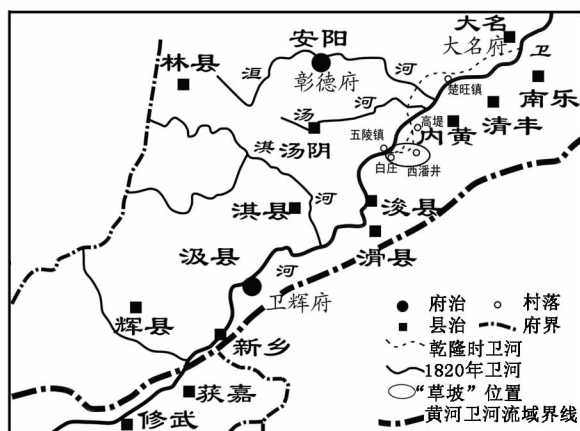 大名
大名府
卫
安阳
彰德府
洹
河
林县
楚旺镇
南乐
清丰
汤
河
高堤
内黄
五陵镇
汤阴
淇
白庄
西潘井
河
淇县
浚县
滑县
汲县
河
卫辉府
辉县
新乡
获嘉
修武
府治
村落
县治
府界
乾隆时卫河
1820年卫河
“草坡”位置
黄河卫河流域界线